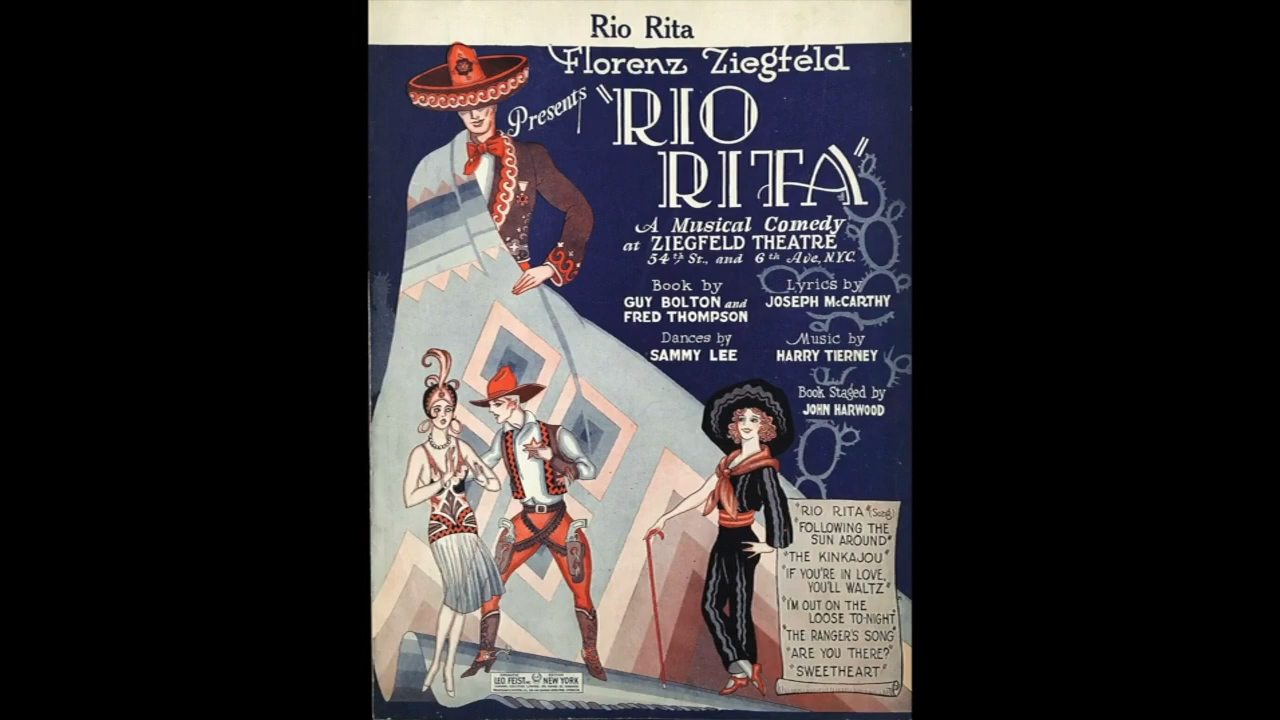 Rio Rita
Florenz Ziegfeld
Presents
"RIO
RITA"
A Musical Comedy
at ZIEGFELD THEATRE
54th St., and 6th Ave, N.Y.C.
Book by
GUY BOLTON and
FRED THOMPSON
Lyrics by
JOSEPH McCARTHY
Dances by
SAMMY LEE
Music by
HARRY TIERNEY
Book Staged by
JOHN HARWOOD
"RIO RITA" (Song)
"FOLLOWING THE
SUN AROUND"
"THE KINKAJOU"
"IF YOU'RE IN LOVE,
YOU'LL WALTZ"
"I'M OUT ON THE
LOOSE TO-NIGHT"
"THE RANGER'S SONG"
"ARE YOU THERE?"
"SWEETHEART"
LEO FEIST INC NEW YORK